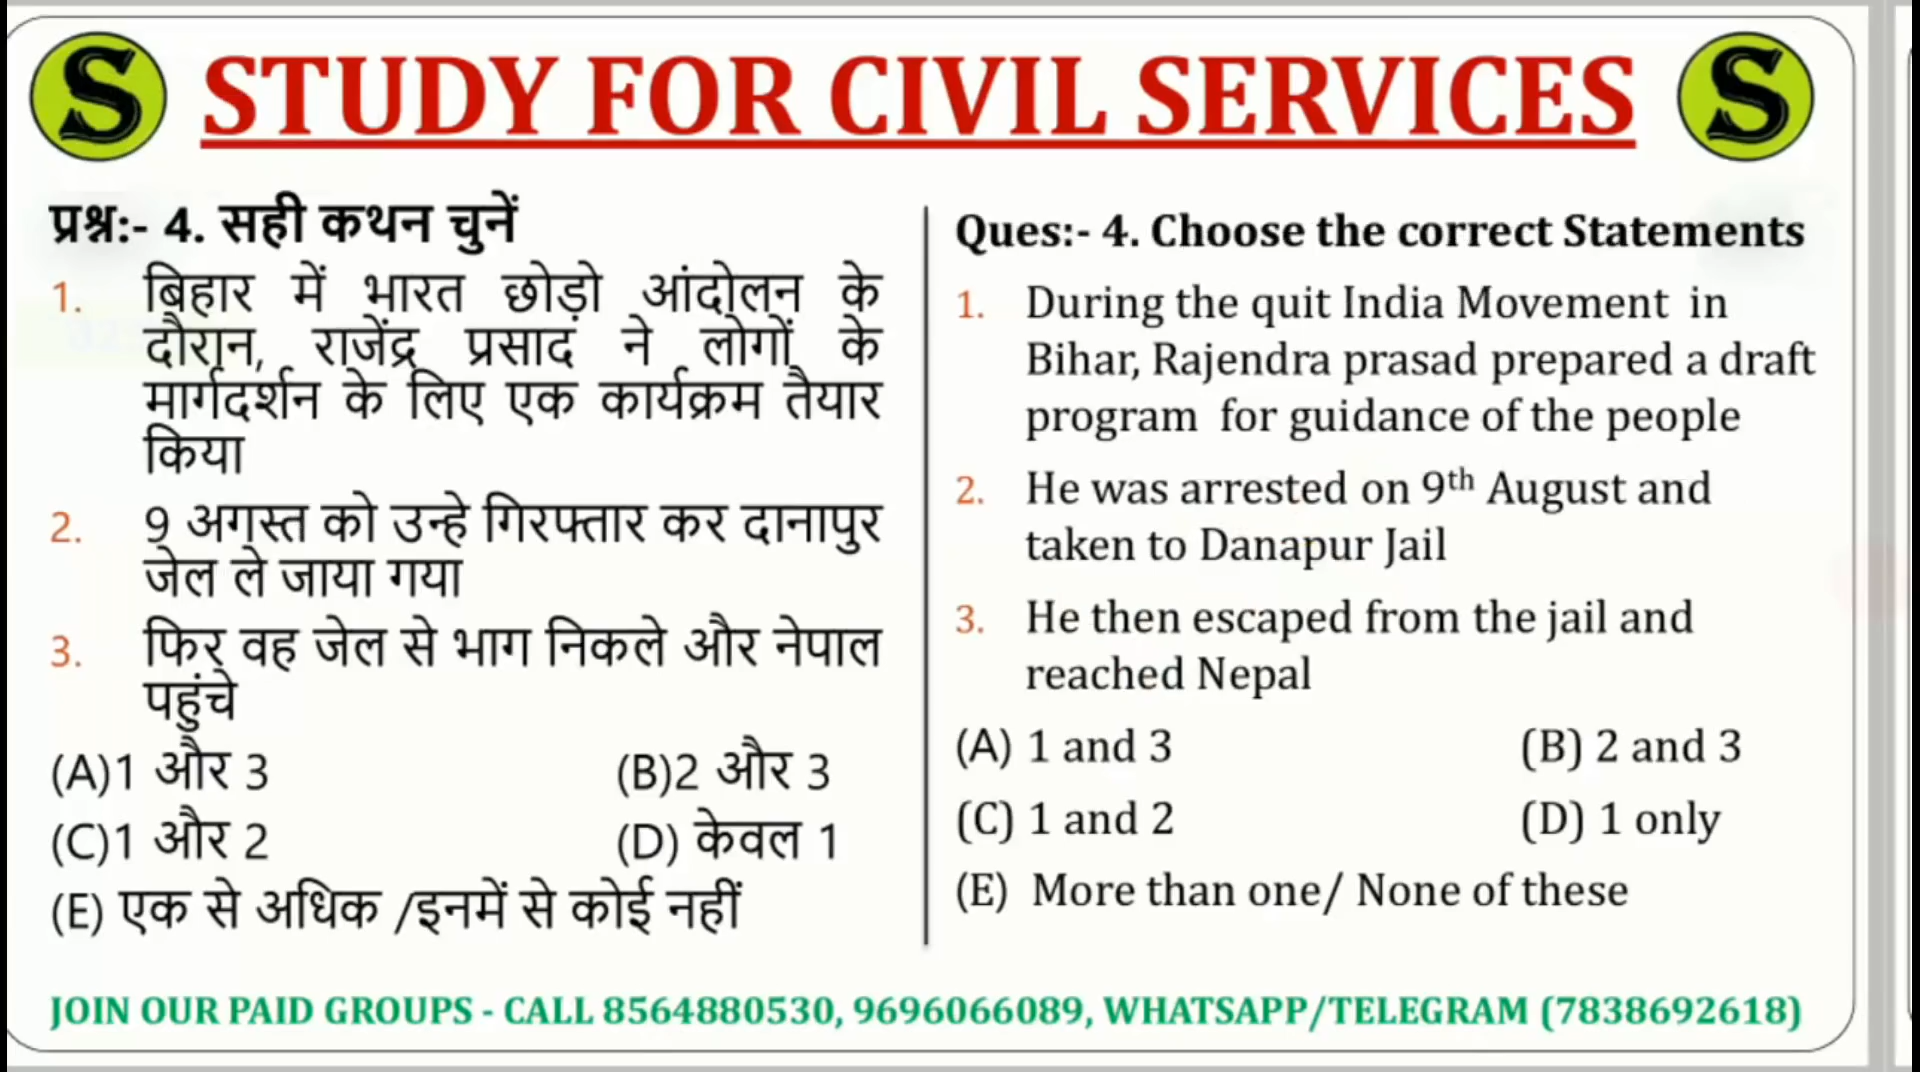 S STUDY FOR CIVIL SERVICES S
प्रश्न:- 4. सही कथन चुनें
1. बिहार में भारत छोड़ो आंदोलन के
दौरान, राजेंद्र प्रसाद ने लोगों के
मार्गदर्शन के लिए एक कार्यक्रम तैयार
किया
2. 9 अगस्त को उन्हे गिरफ्तार कर दानापुर
जेल ले जाया गया
3. फिर वह जेल से भाग निकले और नेपाल
पहुंचे
(A)1 और 3 (B)2 और 3
(C)1 और 2 (D) केवल 1
(E) एक से अधिक /इनमें से कोई नहीं
Ques:- 4. Choose the correct Statements
1. During the quit India Movement in
Bihar, Rajendra prasad prepared a draft
program for guidance of the people
2. He was arrested on 9th August and
taken to Danapur Jail
3. He then escaped from the jail and
reached Nepal
(A) 1 and 3 (B) 2 and 3
(C) 1 and 2 (D) 1 only
(E) More than one/ None of these
JOIN OUR PAID GROUPS - CALL 8564880530, 9696066089, WHATSAPP/TELEGRAM (7838692618)